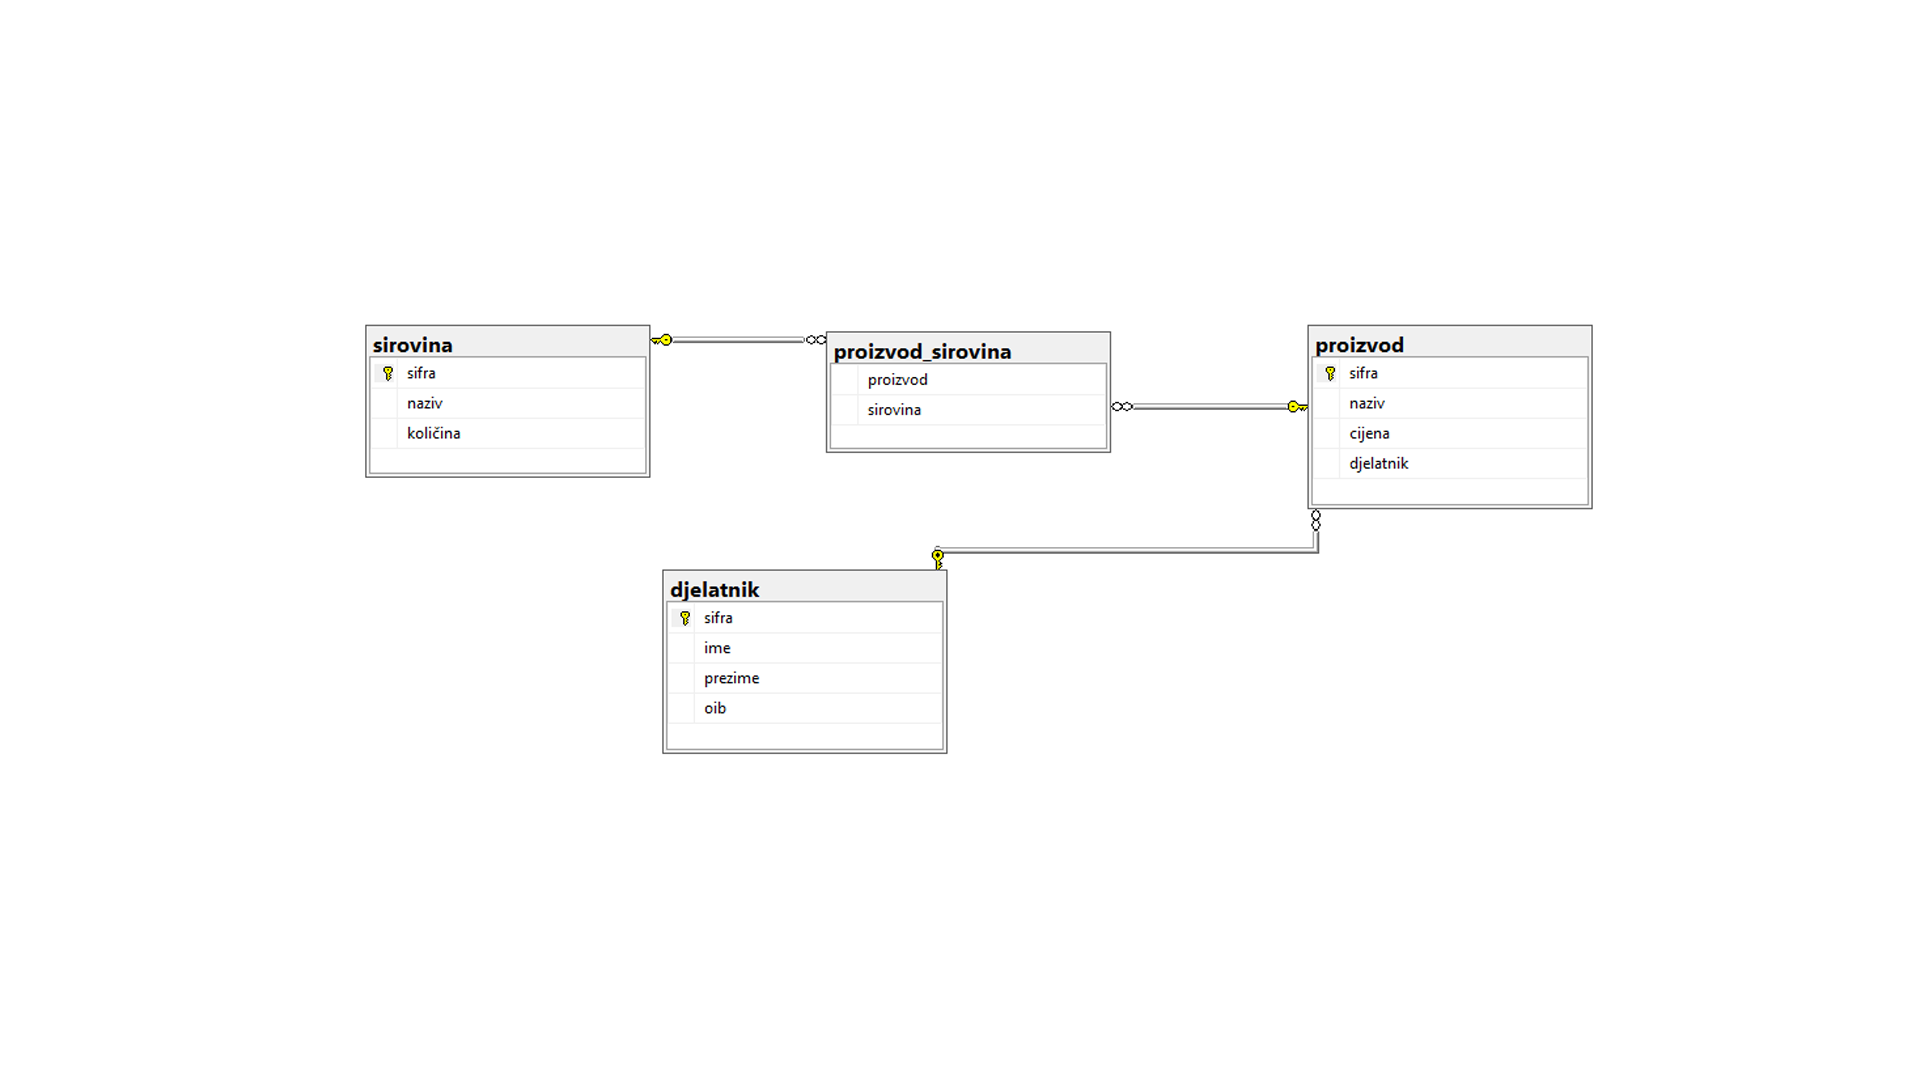 sirovina
sifra
naziv
količina
proizvod_sirovina
proizvod
sirovina
proizvod
sifra
naziv
cijena
djelatnik
djelatnik
sifra
ime
prezime
oib